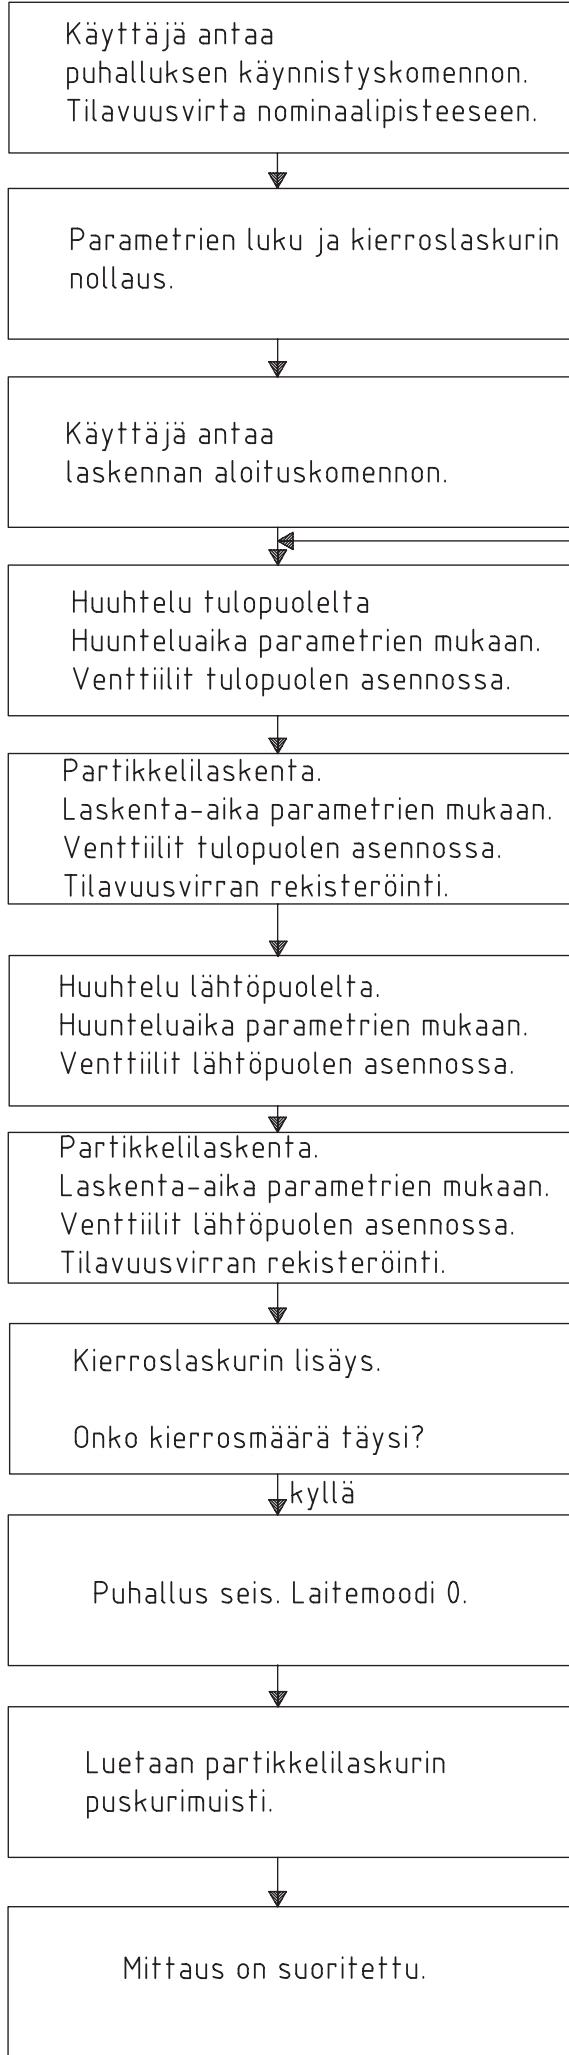 Käyttäjä antaa
puhalluksen käynnistyskomennon.
Tilavuusvirta nominaalipisteeseen.
Parametrien luku ja kierroslaskurin
nollaus.
Käyttäjä antaa
laskennan aloituskomennon.
Huuhtelu tulopuolelta
Huunteluaika parametrien mukaan.
Venttiilit tulopuolen asennossa.
Partikkelilaskenta.
Laskenta-aika parametrien mukaan.
Venttiilit tulopuolen asennossa.
Tilavuusvirran rekisteröinti.
Huuhtelu lähtöpuolelta.
Huunteluaika parametrien mukaan.
Venttiilit lähtöpuolen asennossa.
Partikkelilaskenta.
Laskenta-aika parametrien mukaan.
Venttiilit lähtöpuolen asennossa.
Tilavuusvirran rekisteröinti.
Kierroslaskurin lisäys.
Onko kierrosmäärä täysi?
kyllä
Puhallus seis. Laitemoodi 0.
Luetaan partikkelilaskurin
puskurimuisti.
Mittaus on suoritettu.